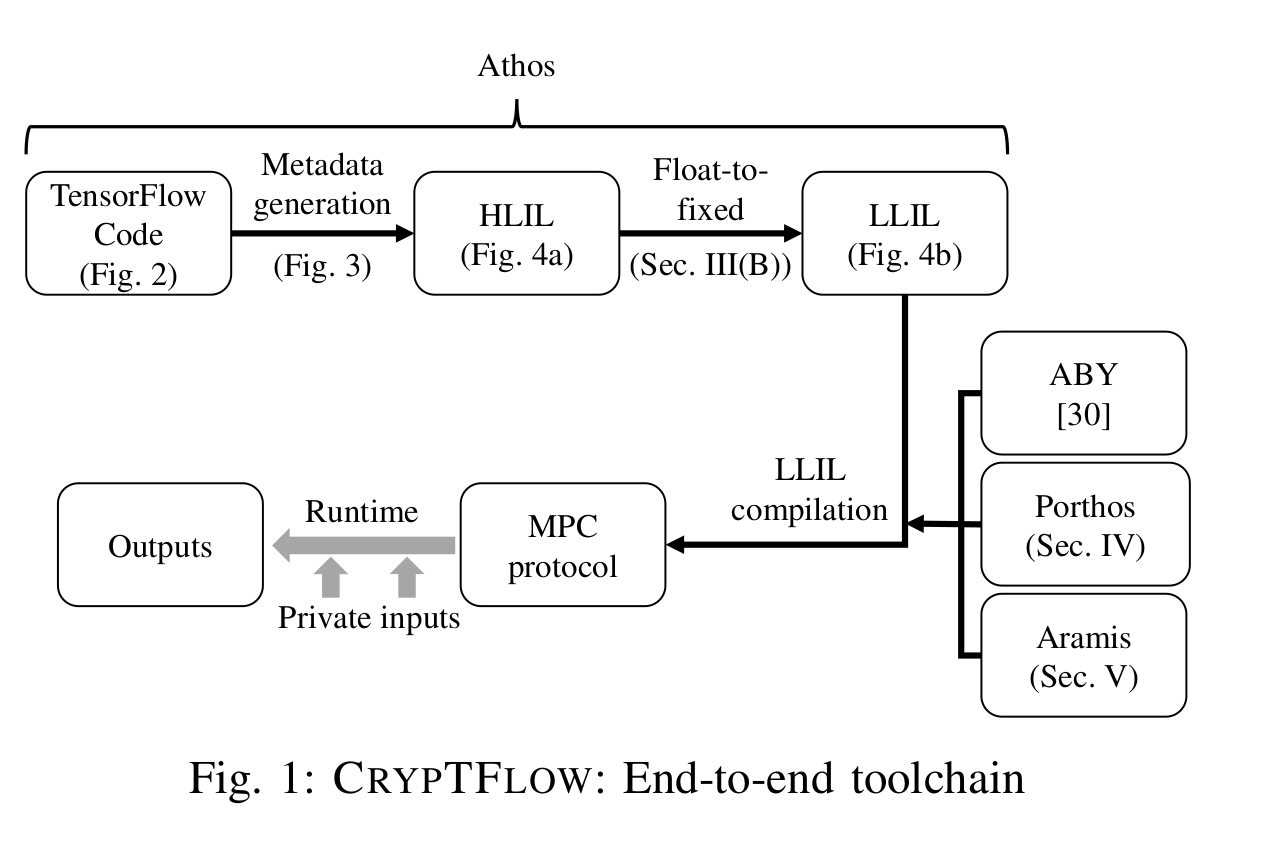 Athos
TensorFlow
Code
(Fig. 2)
Metadata
generation
(Fig. 3)
HLIL
(Fig. 4a)
Float-to-
fixed
(Sec. III(B))
LLIL
(Fig. 4b)
ABY
[30]
Porthos
(Sec. IV)
Aramis
(Sec. V)
LLIL
compilation
MPC
protocol
Runtime
Private inputs
Outputs
Fig. 1: CRYPTFLOW: End-to-end toolchain